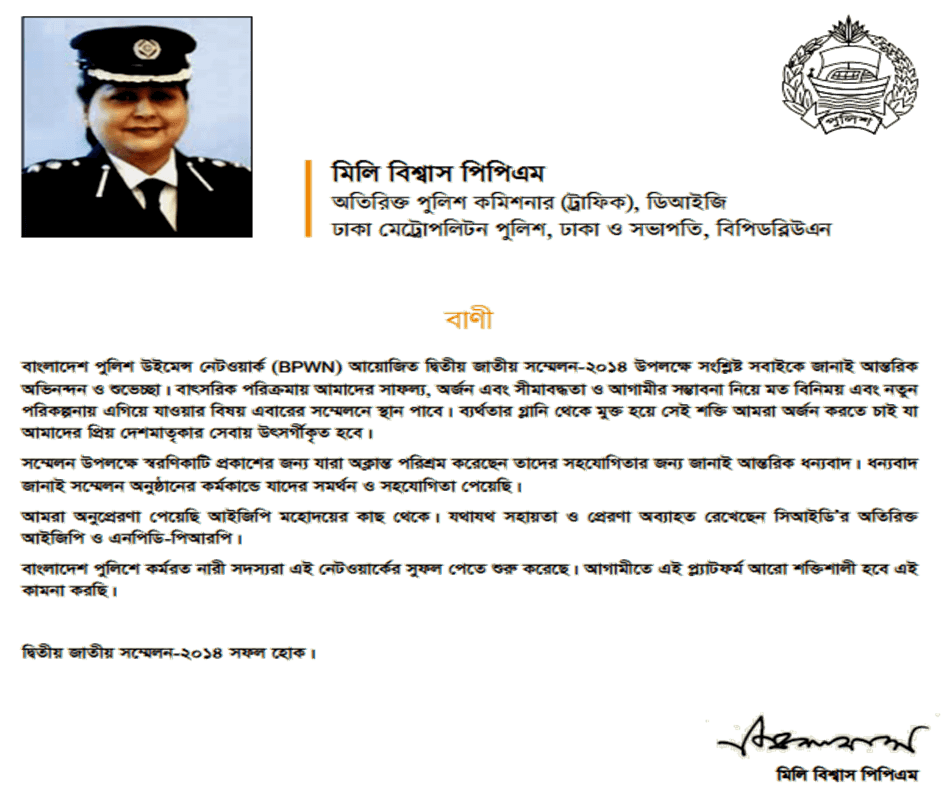 পুলিশ
মিলি বিশ্বাস পিপিএম
অতিরিক্ত পুলিশ কমিশনার (ট্রাফিক), ডিআইজি
ঢাকা মেট্রোপলিটন পুলিশ, ঢাকা ও সভাপতি, বিপিডব্লিউএন
বাণী
বাংলাদেশ পুলিশ উইমেন্স নেটওয়ার্ক (BPWN) আয়োজিত দ্বিতীয় জাতীয় সম্মেলন-২০১৪ উপলক্ষে সংশ্লিষ্ট সবাইকে জানাই আন্তরিক
অভিনন্দন ও শুভেচ্ছা। বাৎসরিক পরিক্রমায় আমাদের সাফল্য, অর্জন এবং সীমাবদ্ধতা ও আগামীর সম্ভাবনা নিয়ে মত বিনিময় এবং নতুন
পরিকল্পনায় এগিয়ে যাওয়ার বিষয় এবারের সম্মেলনে স্থান পাবে। ব্যর্থতার গ্লানি থেকে মুক্ত হয়ে সেই শক্তি আমরা অর্জন করতে চাই যা
আমাদের প্রিয় দেশমাতৃকার সেবায় উৎসর্গীকৃত হবে।
সম্মেলন উপলক্ষে স্বরণিকাটি প্রকাশের জন্য যারা অক্লান্ত পরিশ্রম করেছেন তাদের সহযোগিতার জন্য জানাই আন্তরিক ধন্যবাদ। ধন্যবাদ
জানাই সম্মেলন অনুষ্ঠানের কর্মকান্ডে যাদের সমর্থন ও সহযোগিতা পেয়েছি।
আমরা অনুপ্রেরণা পেয়েছি আইজিপি মহোদয়ের কাছ থেকে। যথাযথ সহায়তা ও প্রেরণা অব্যাহত রেখেছেন সিআইডি'র অতিরিক্ত
আইজিপি ও এনপিডি-পিআরপি।
বাংলাদেশ পুলিশে কর্মরত নারী সদস্যরা এই নেটওয়ার্কের সুফল পেতে শুরু করেছে। আগামীতে এই প্ল্যাটফর্ম আরো শক্তিশালী হবে এই
কামনা করছি।
দ্বিতীয় জাতীয় সম্মেলন-২০১৪ সফল হোক।
মিলি বিশ্বাস পিপিএম